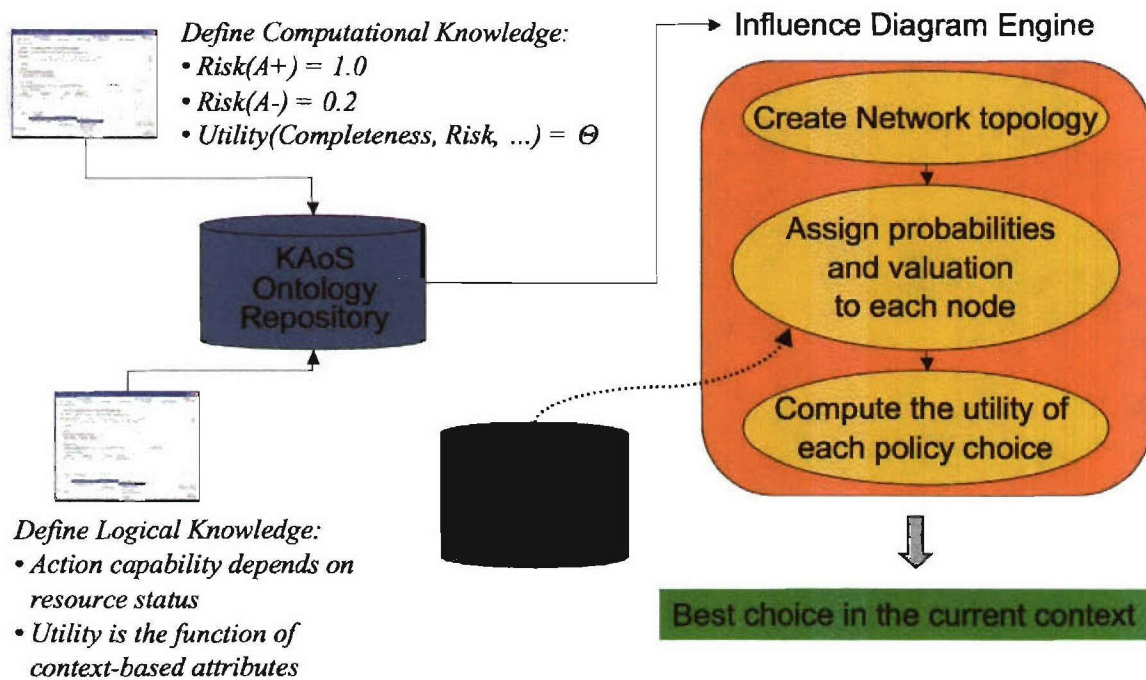 Define Computational Knowledge:
• Risk(A+) = 1.0
• Risk(A-) = 0.2
• Utility(Completeness, Risk, ...) = Θ
KAoS
Ontology
Repository
Define Logical Knowledge:
• Action capability depends on
resource status
• Utility is the function of
context-based attributes
Influence Diagram Engine
Create Network topology
Assign probabilities
and valuation
to each node
Compute the utility of
each policy choice
Best choice in the current context